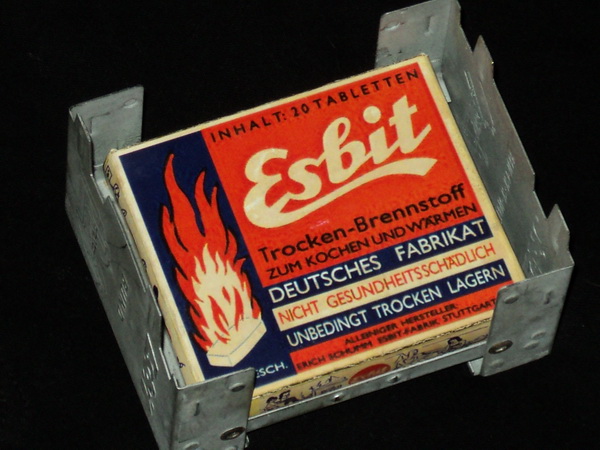 INHALT: 20 TABLETTEN
Esbit
Trocken-Brennstoff
ZUM KOCHEN UND WÄRMEN
DEUTSCHES FABRIKAT
NICHT GESUNDHEITSSCHÄDLICH
UNBEDINGT TROCKEN LAGERN
ALLEINIGER HERSTELLER:
ERICH SCHUMM ESBIT-FABRIK, STUTTGART
ESCH.